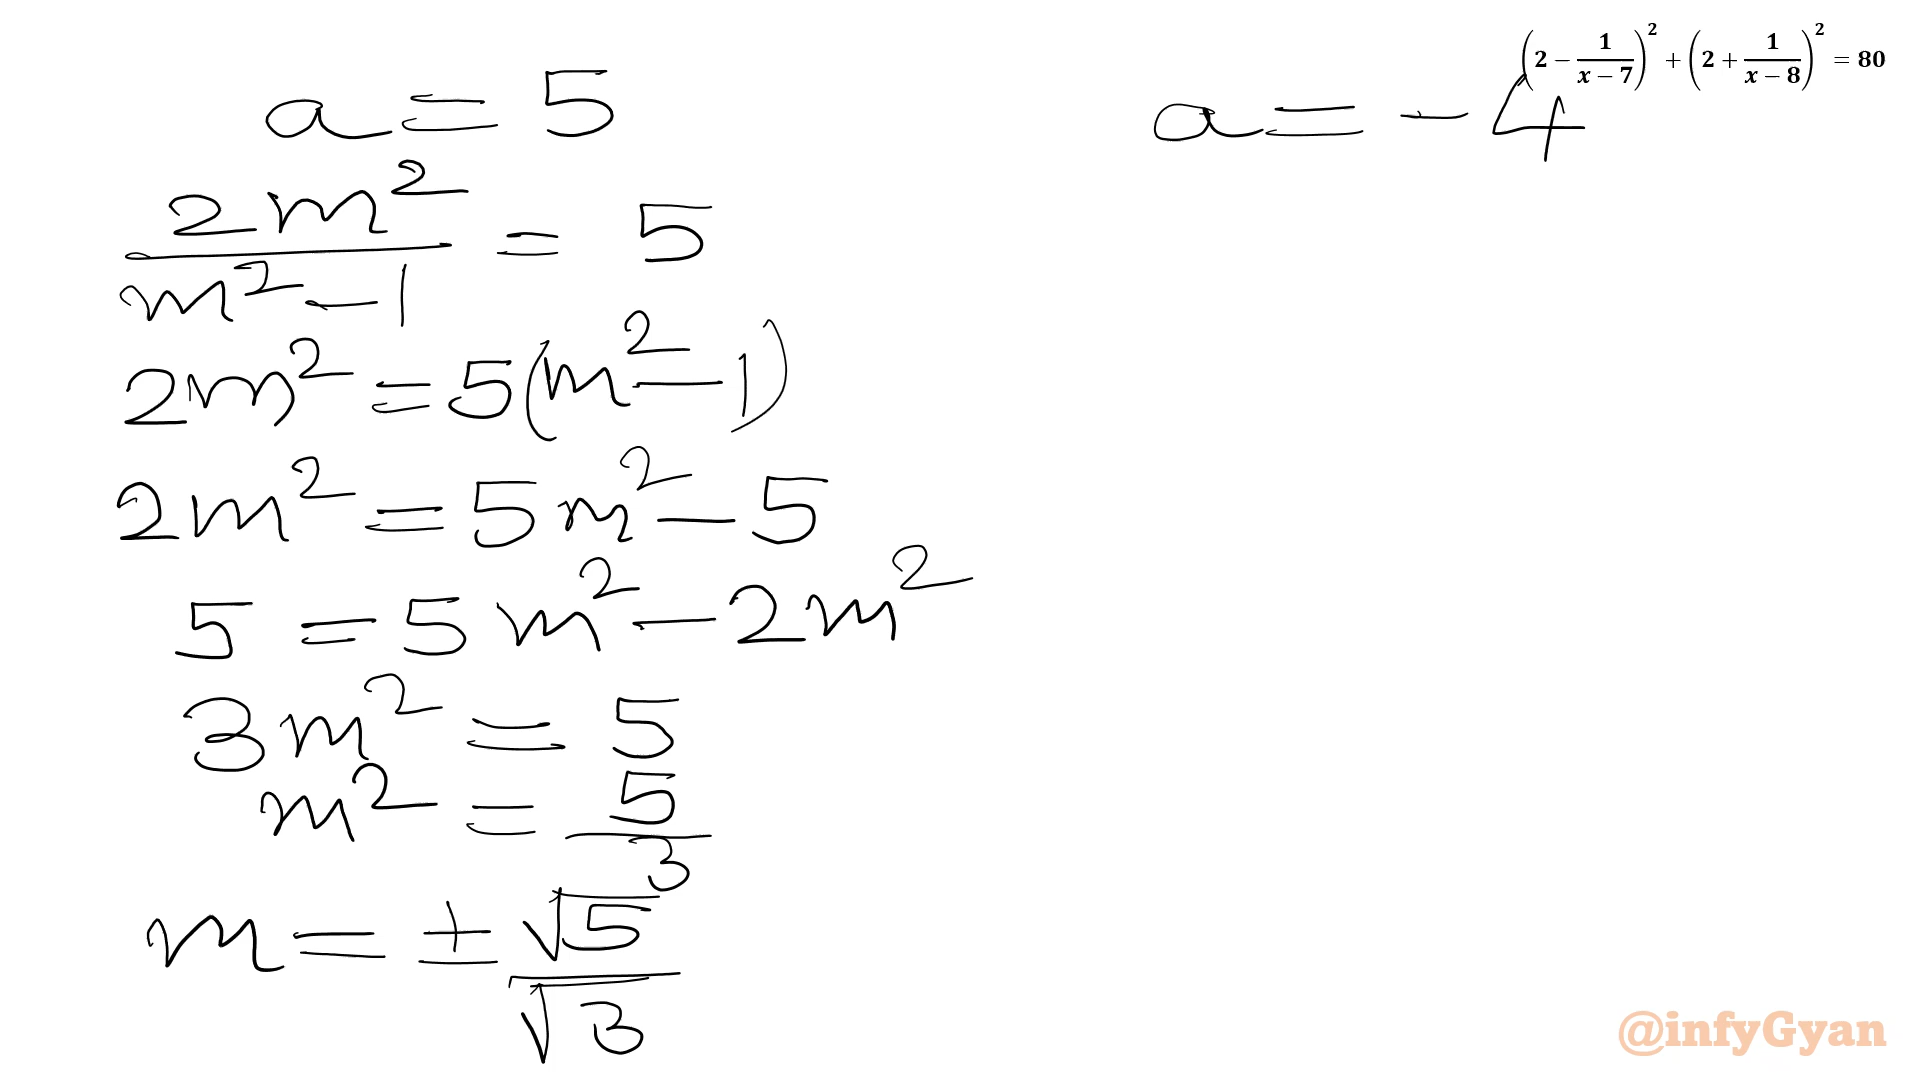 (2 − 1/(x − 7))² + (2 + 1/(x − 8))² = 80
a = 5
a = − 4
2m²/(m² − 1) = 5
2m² = 5(m² − 1)
2m² = 5m² − 5
5 = 5m² − 2m²
3m² = 5
m² = 5/3
m = ± √5/√3
@infyGyan